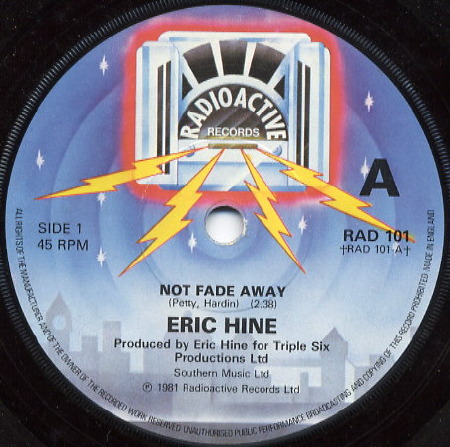 RADIOACTIVE
RECORDS
A
SIDE 1
45 RPM
RAD 101
†RAD 101 A†
NOT FADE AWAY
(Petty, Hardin) (2.38)
ERIC HINE
Produced by Eric Hine for Triple Six
Productions Ltd
Southern Music Ltd
℗ 1981 Radioactive Records Ltd
ALL RIGHTS OF THE MANUFACTURER AND OF THE OWNER OF THE RECORDED WORK RESERVED UNAUTHORISED PUBLIC PERFORMANCE BROADCASTING AND COPYING OF THIS RECORD PROHIBITED MADE IN ENGLAND